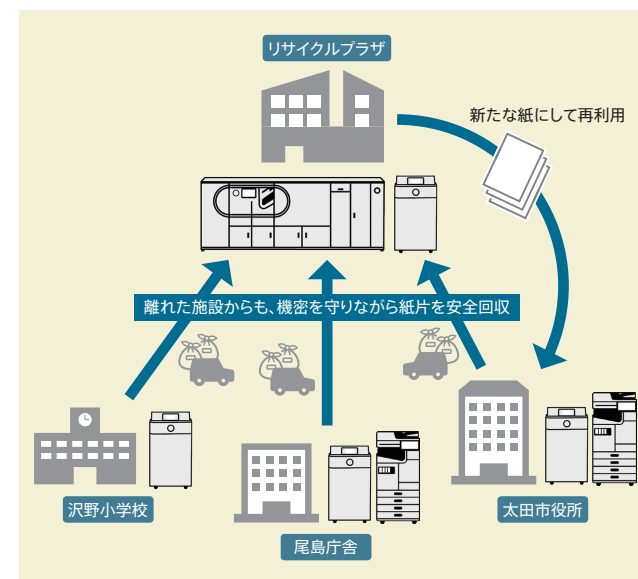 リサイクルプラザ
新たな紙にして再利用
離れた施設からも、機密を守りながら紙片を安全回収
沢野小学校
尾島庁舎
太田市役所